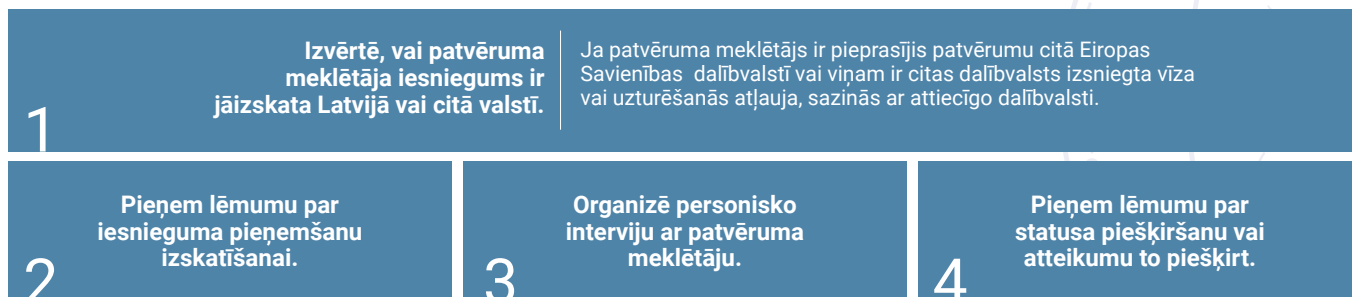 Izvērtē, vai patvēruma
meklētāja iesniegums ir
jāizskata Latvijā vai citā valstī.
Ja patvēruma meklētājs ir pieprasījis patvērumu citā Eiropas
Savienības dalībvalstī vai viņam ir citas dalībvalsts izsniegta vīza
vai uzturēšanās atļauja, sazinās ar attiecīgo dalībvalsti.
1
Pieņem lēmumu par
iesnieguma pieņemšanu
izskatīšanai.
2
Organizē personisko
interviju ar patvēruma
meklētāju.
3
Pieņem lēmumu par
statusa piešķiršanu vai
atteikumu to piešķirt.
4